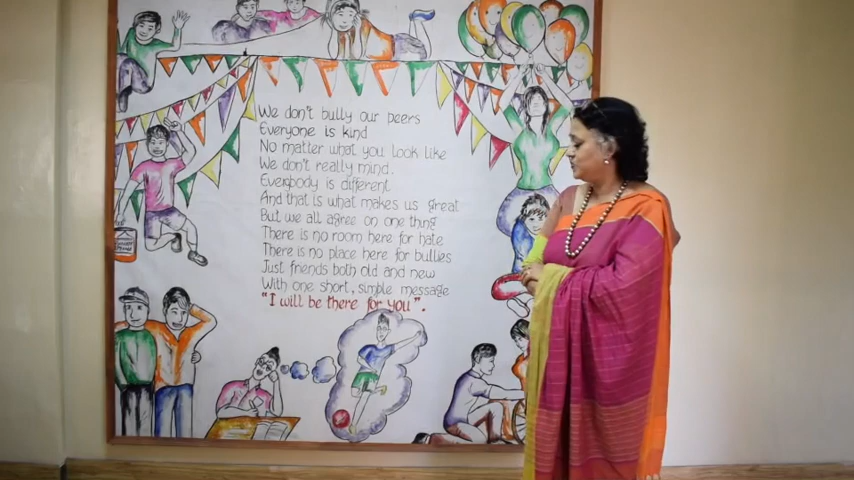 We don't bully our peers
Everyone is kind
No matter what you look like
We don't really mind.
Everybody is different
And that is what makes us great
But we all agree on one thing
There is no room here for hate
There is no place here for bullies
Just friends both old and new
With one short, simple message
"I will be there for you".